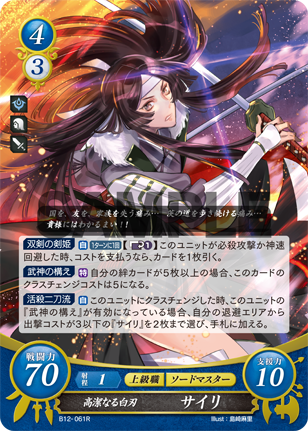 4
3
国を、友を、家族を失う痛み…茨の道を歩き続ける痛み…
貴様にはわかるまい!!
双剣の剣姫 自 1ターンに1回 1 このユニットが必殺攻撃か神速
回避した時、コストを支払うなら、カードを1枚引く。
武神の構え 特 自分の絆カードが5枚以上の場合、このカードの
クラスチェンジコストは5になる。
活殺二刀流 自 このユニットにクラスチェンジした時、このユニットの
『武神の構え』が有効になっている場合、自分の退避エリアから
出撃コストが3以下の『サイリ』を2枚まで選び、手札に加える。
戦闘力
70
射程 1 上級職 ソードマスター
支援力
10
高潔なる白刃 サイリ
B12-061R